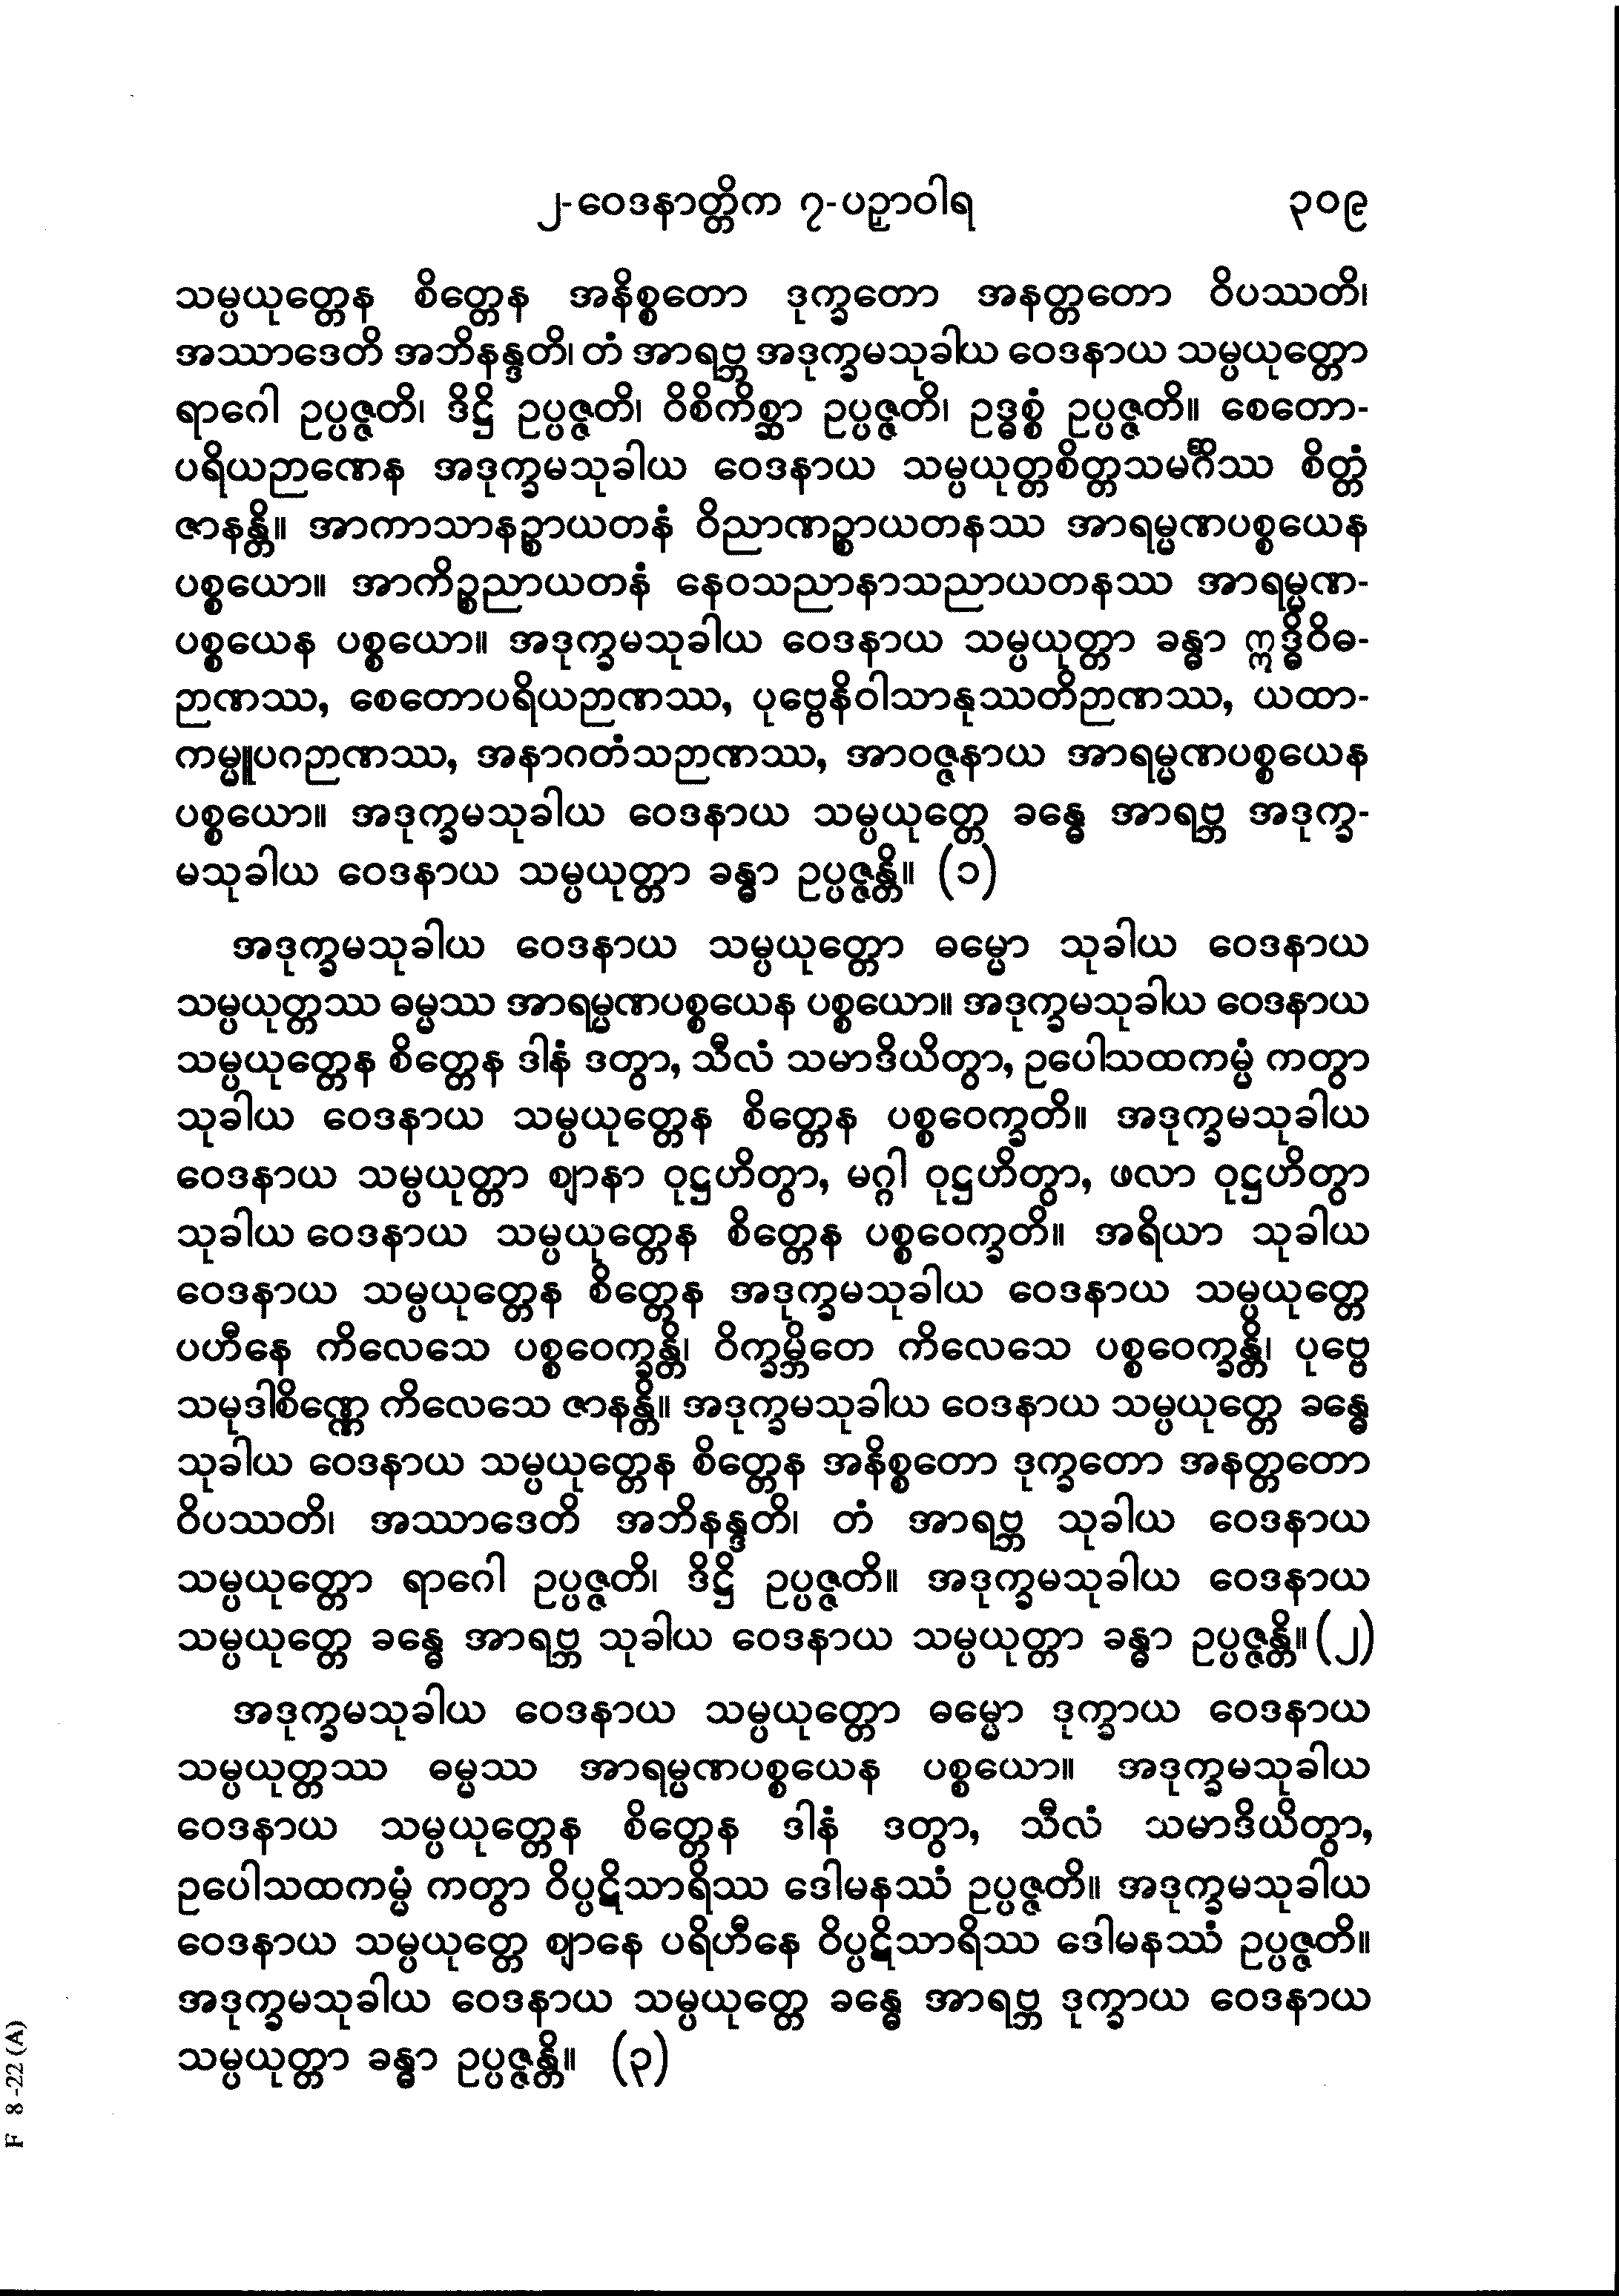 ၂-ဝေဒနာတ္တိက ၇-ပဉှာဝါရ ၃၀၉
သမ္ပယုတ္တေန စိတ္တေန အနိစ္စတော ဒုက္ခတော အနတ္တတော ဝိပဿတိ၊
အဿာဒေတိ အဘိနန္ဒတိ၊ တံ အာရဗ္ဘ အဒုက္ခမသုခါယ ဝေဒနာယ သမ္ပယုတ္တော
ရာဂေါ ဥပ္ပဇ္ဇတိ၊ ဒိဋ္ဌိ ဥပ္ပဇ္ဇတိ၊ ဝိစိကိစ္ဆာ ဥပ္ပဇ္ဇတိ၊ ဥဒ္ဓစ္စံ ဥပ္ပဇ္ဇတိ။ စေတော-
ပရိယဉာဏေန အဒုက္ခမသုခါယ ဝေဒနာယ သမ္ပယုတ္တစိတ္တသမင်္ဂိဿ စိတ္တံ
ဇာနန္တိ။ အာကာသာနဉ္စာယတနံ ဝိညာဏဉ္စာယတနဿ အာရမ္မဏပစ္စယေန
ပစ္စယော။ အာကိဉ္စညာယတနံ နေဝသညာနာသညာယတနဿ အာရမ္မဏ-
ပစ္စယေန ပစ္စယော။ အဒုက္ခမသုခါယ ဝေဒနာယ သမ္ပယုတ္တာ ခန္ဓာ ဣဒ္ဓိဝိဓ-
ဉာဏဿ, စေတောပရိယဉာဏဿ, ပုဗ္ဗေနိဝါသာနုဿတိဉာဏဿ, ယထာ-
ကမ္မူပဂဉာဏဿ, အနာဂတံသဉာဏဿ, အာဝဇ္ဇနာယ အာရမ္မဏပစ္စယေန
ပစ္စယော။ အဒုက္ခမသုခါယ ဝေဒနာယ သမ္ပယုတ္တေ ခန္ဓေ အာရဗ္ဘ အဒုက္ခ-
မသုခါယ ဝေဒနာယ သမ္ပယုတ္တာ ခန္ဓာ ဥပ္ပဇ္ဇန္တိ။ (၁)
အဒုက္ခမသုခါယ ဝေဒနာယ သမ္ပယုတ္တော ဓမ္မော သုခါယ ဝေဒနာယ
သမ္ပယုတ္တဿ ဓမ္မဿ အာရမ္မဏပစ္စယေန ပစ္စယော။ အဒုက္ခမသုခါယ ဝေဒနာယ
သမ္ပယုတ္တေန စိတ္တေန ဒါနံ ဒတွာ, သီလံ သမာဒိယိတွာ, ဥပေါသထကမ္မံ ကတွာ
သုခါယ ဝေဒနာယ သမ္ပယုတ္တေန စိတ္တေန ပစ္စဝေက္ခတိ။ အဒုက္ခမသုခါယ
ဝေဒနာယ သမ္ပယုတ္တာ ဈာနာ ဝုဋ္ဌဟိတွာ, မဂ္ဂါ ဝုဋ္ဌဟိတွာ, ဖလာ ဝုဋ္ဌဟိတွာ
သုခါယ ဝေဒနာယ သမ္ပယုတ္တေန စိတ္တေန ပစ္စဝေက္ခတိ။ အရိယာ သုခါယ
ဝေဒနာယ သမ္ပယုတ္တေန စိတ္တေန အဒုက္ခမသုခါယ ဝေဒနာယ သမ္ပယုတ္တေ
ပဟီနေ ကိလေသေ ပစ္စဝေက္ခန္တိ၊ ဝိက္ခမ္ဘိတေ ကိလေသေ ပစ္စဝေက္ခန္တိ၊ ပုဗ္ဗေ
သမုဒါစိဏ္ဏေ ကိလေသေ ဇာနန္တိ။ အဒုက္ခမသုခါယ ဝေဒနာယ သမ္ပယုတ္တေ ခန္ဓေ
သုခါယ ဝေဒနာယ သမ္ပယုတ္တေန စိတ္တေန အနိစ္စတော ဒုက္ခတော အနတ္တတော
ဝိပဿတိ၊ အဿာဒေတိ အဘိနန္ဒတိ၊ တံ အာရဗ္ဘ သုခါယ ဝေဒနာယ
သမ္ပယုတ္တော ရာဂေါ ဥပ္ပဇ္ဇတိ၊ ဒိဋ္ဌိ ဥပ္ပဇ္ဇတိ။ အဒုက္ခမသုခါယ ဝေဒနာယ
သမ္ပယုတ္တေ ခန္ဓေ အာရဗ္ဘ သုခါယ ဝေဒနာယ သမ္ပယုတ္တာ ခန္ဓာ ဥပ္ပဇ္ဇန္တိ။ (၂)
အဒုက္ခမသုခါယ ဝေဒနာယ သမ္ပယုတ္တော ဓမ္မော ဒုက္ခာယ ဝေဒနာယ
သမ္ပယုတ္တဿ ဓမ္မဿ အာရမ္မဏပစ္စယေန ပစ္စယော။ အဒုက္ခမသုခါယ
ဝေဒနာယ သမ္ပယုတ္တေန စိတ္တေန ဒါနံ ဒတွာ, သီလံ သမာဒိယိတွာ,
ဥပေါသထကမ္မံ ကတွာ ဝိပ္ပဋိသာရိဿ ဒေါမနဿံ ဥပ္ပဇ္ဇတိ။ အဒုက္ခမသုခါယ
ဝေဒနာယ သမ္ပယုတ္တေ ဈာနေ ပရိဟီနေ ဝိပ္ပဋိသာရိဿ ဒေါမနဿံ ဥပ္ပဇ္ဇတိ။
အဒုက္ခမသုခါယ ဝေဒနာယ သမ္ပယုတ္တေ ခန္ဓေ အာရဗ္ဘ ဒုက္ခာယ ဝေဒနာယ
သမ္ပယုတ္တာ ခန္ဓာ ဥပ္ပဇ္ဇန္တိ။ (၃)
F 8-22 (A)